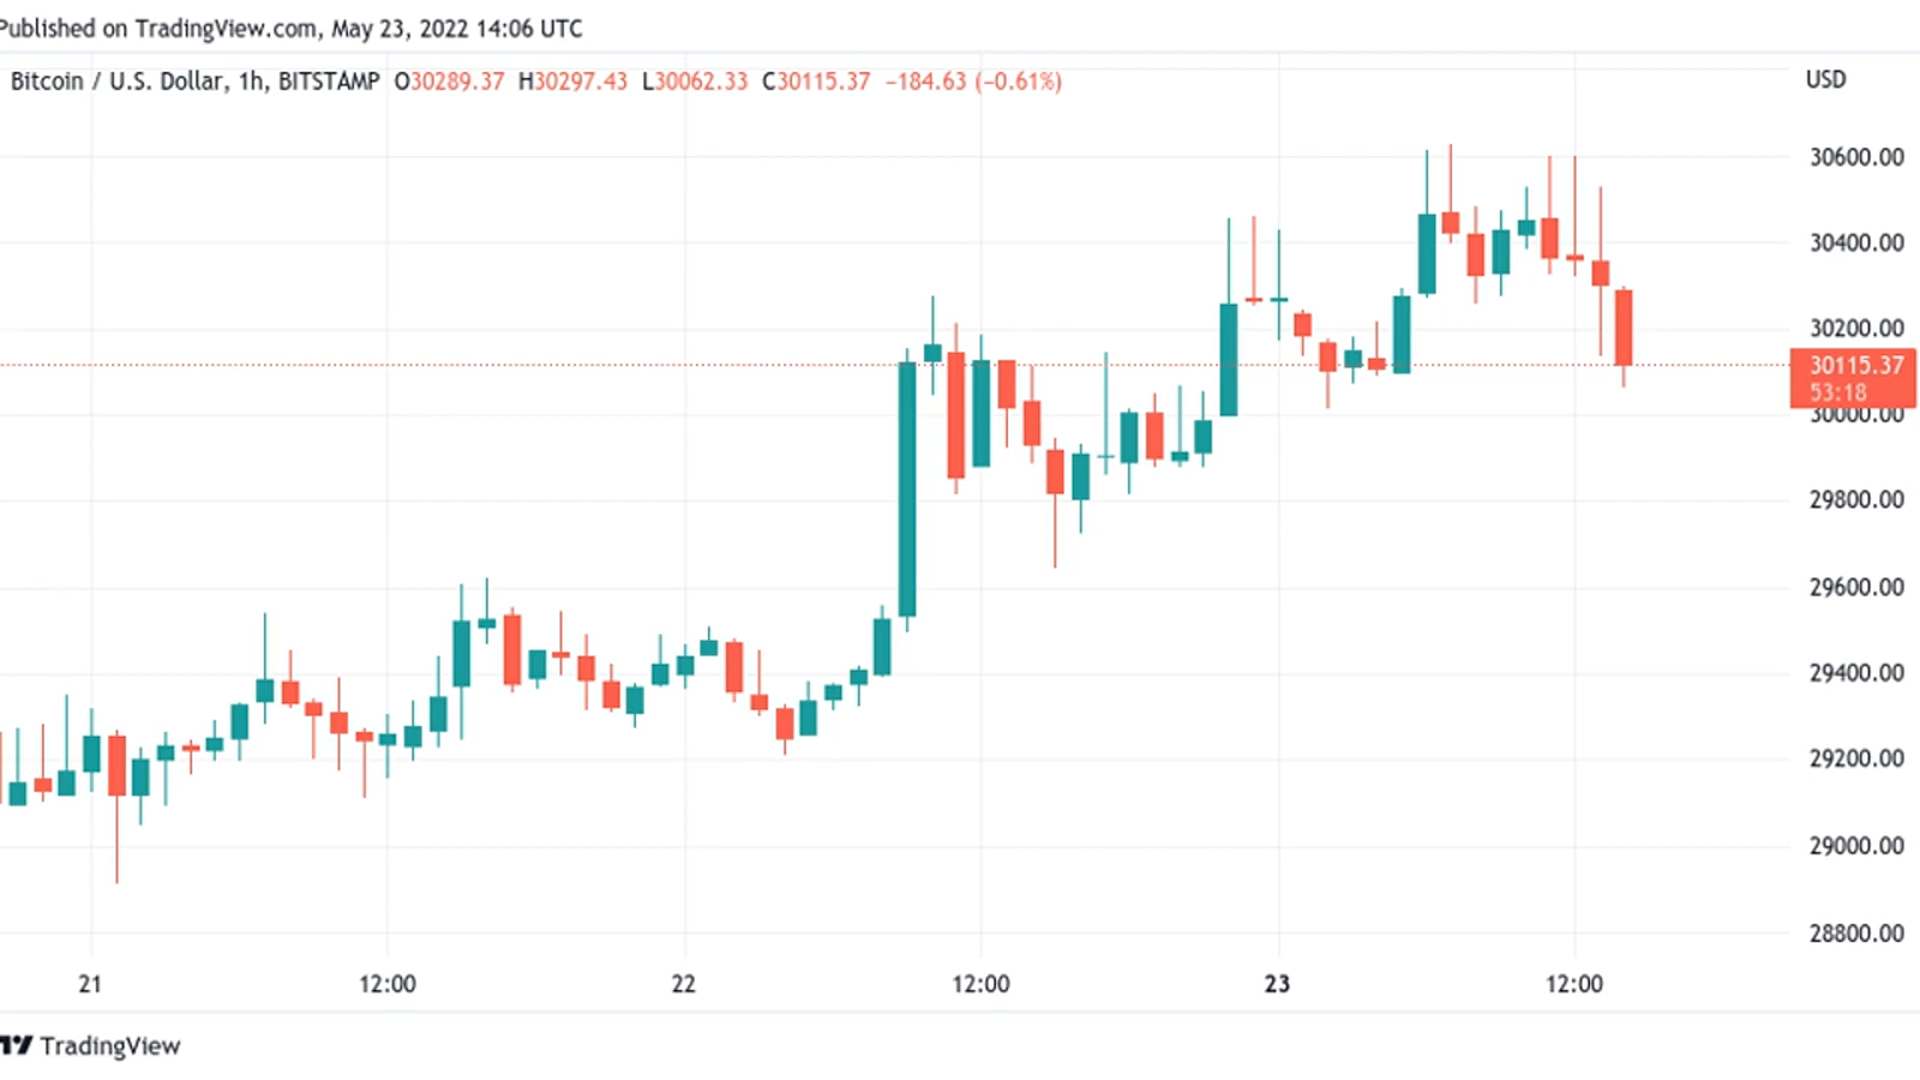 Published on TradingView.com, May 23, 2022 14:06 UTC
Bitcoin / U.S. Dollar, 1h, BITSTAMP O30289.37 H30297.43 L30062.33 C30115.37 −184.63 (−0.61%)
USD
30600.00
30400.00
30200.00
30115.37
53:18
30000.00
29800.00
29600.00
29400.00
29200.00
29000.00
28800.00
21 12:00 22 12:00 23 12:00
TradingView